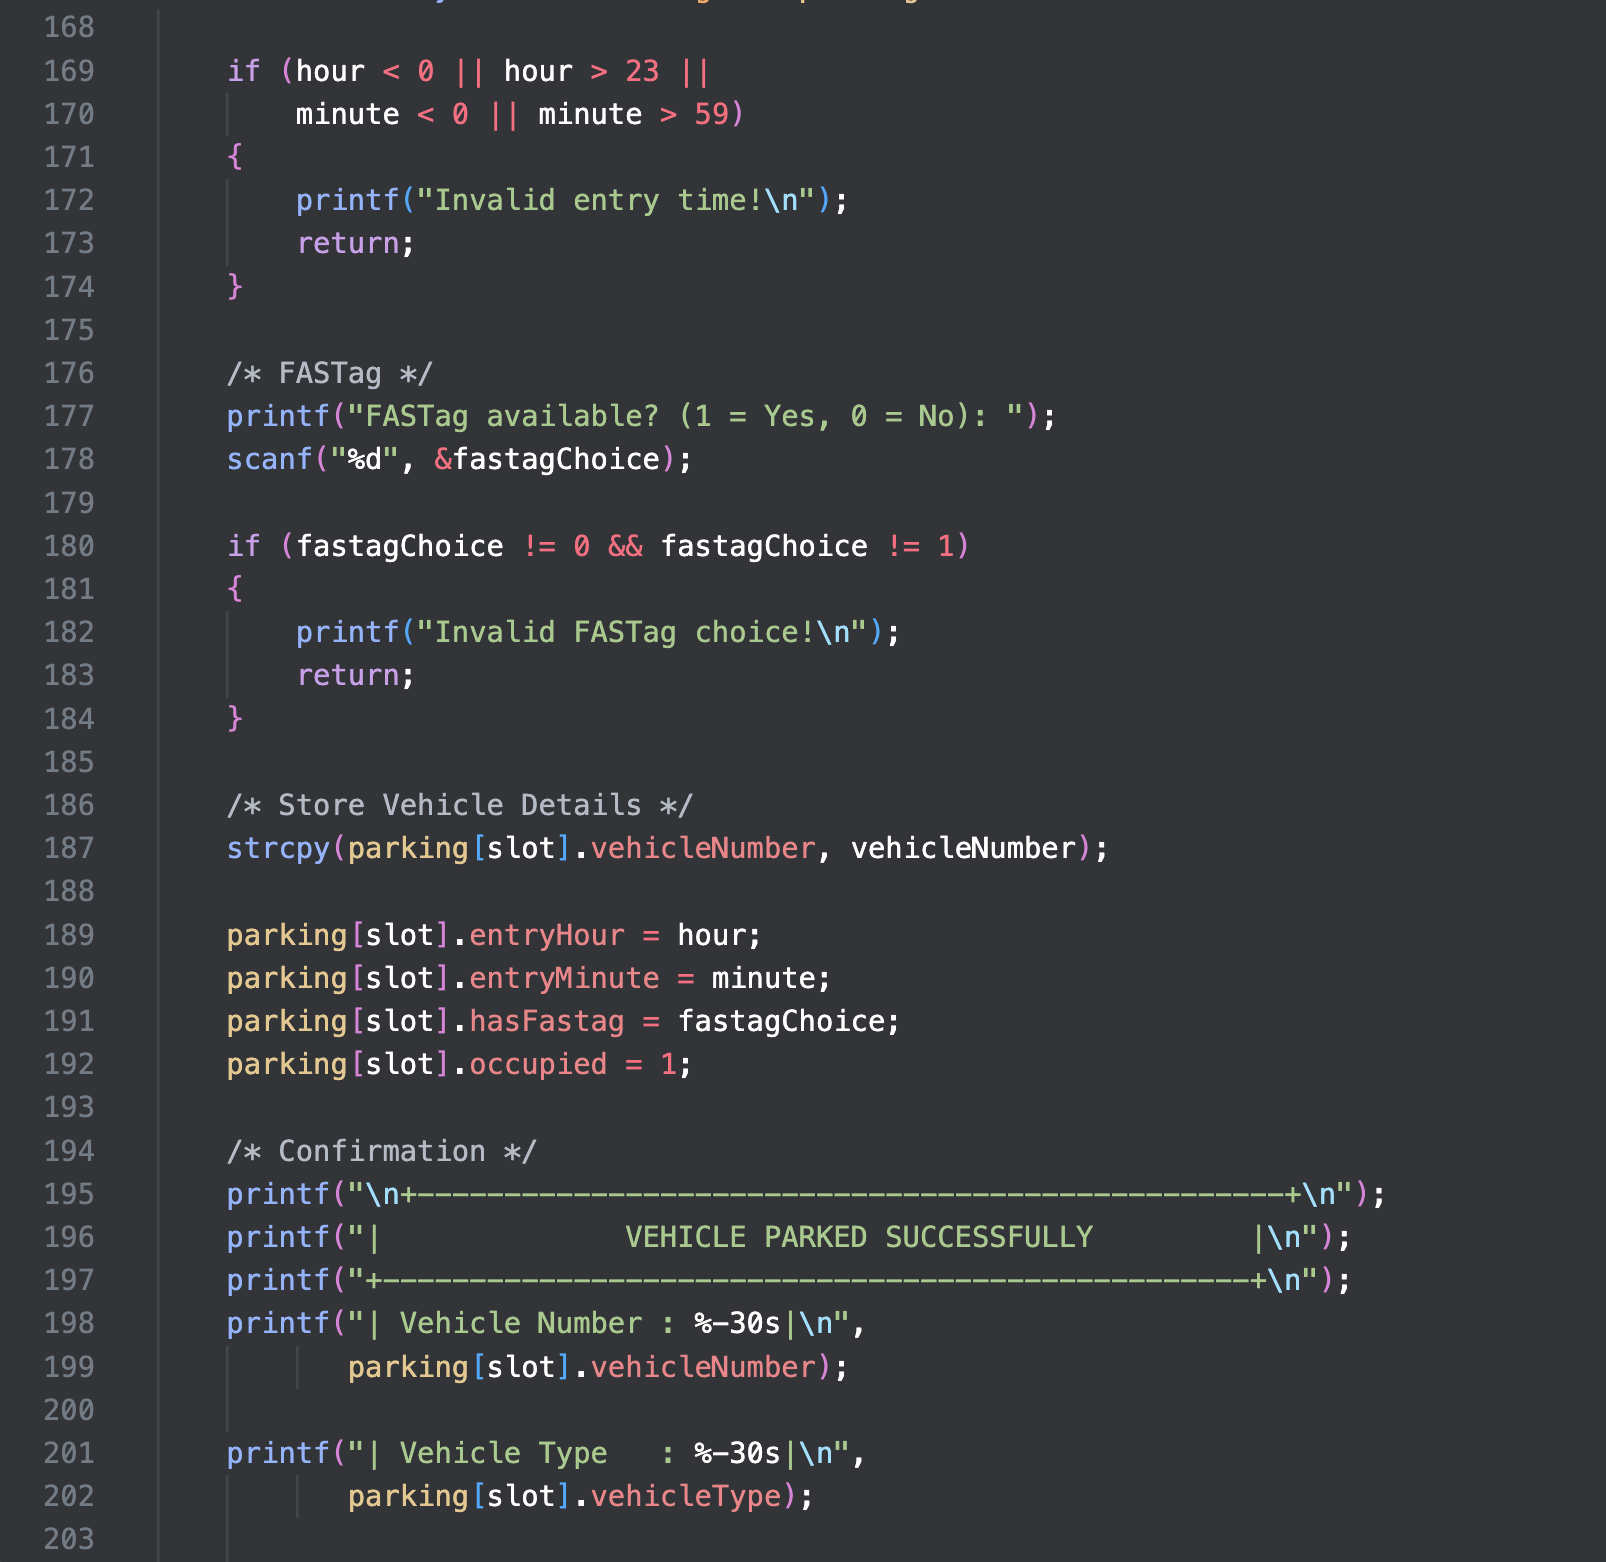 168
169 if (hour < 0 || hour > 23 ||
170 minute < 0 || minute > 59)
171 {
172 printf("Invalid entry time!\n");
173 return;
174 }
175
176 /* FASTag */
177 printf("FASTag available? (1 = Yes, 0 = No): ");
178 scanf("%d", &fastagChoice);
179
180 if (fastagChoice != 0 && fastagChoice != 1)
181 {
182 printf("Invalid FASTag choice!\n");
183 return;
184 }
185
186 /* Store Vehicle Details */
187 strcpy(parking[slot].vehicleNumber, vehicleNumber);
188
189 parking[slot].entryHour = hour;
190 parking[slot].entryMinute = minute;
191 parking[slot].hasFastag = fastagChoice;
192 parking[slot].occupied = 1;
193
194 /* Confirmation */
195 printf("\n+--------------------------------------------------+\n");
196 printf("|              VEHICLE PARKED SUCCESSFULLY         |\n");
197 printf("+--------------------------------------------------+\n");
198 printf("| Vehicle Number : %-30s|\n",
199 parking[slot].vehicleNumber);
200
201 printf("| Vehicle Type   : %-30s|\n",
202 parking[slot].vehicleType);
203